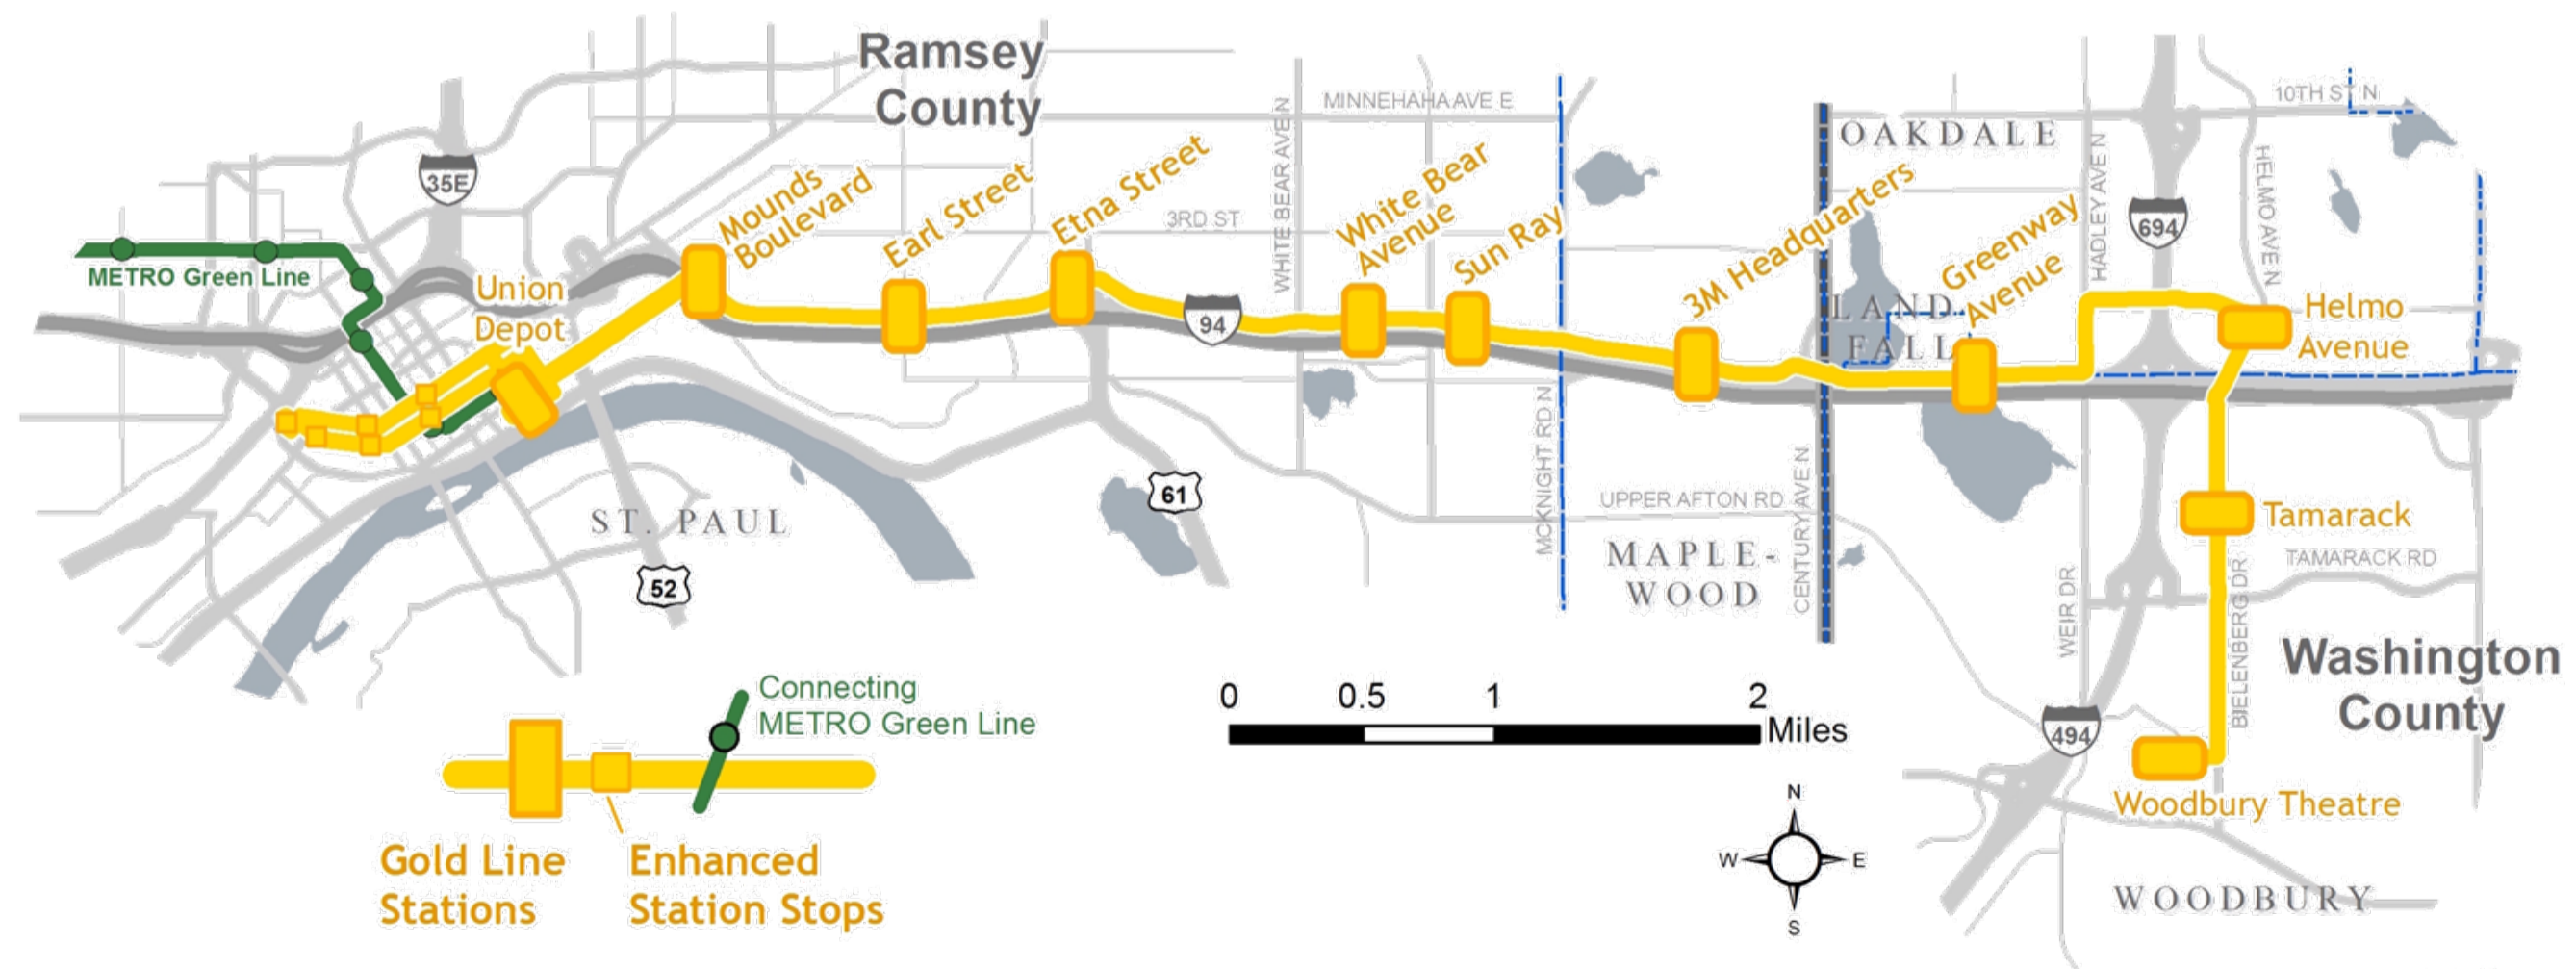 Ramsey
County
MINNEHAHA AVE E
10TH ST N
OAKDALE
35E
Mounds
Boulevard
Earl Street
Etna Street
3RD ST
WHITE BEAR AVE N
White Bear
Avenue
Sun Ray
3M Headquarters
Greenway
Avenue
HADLEY AVE N
694
HELMO AVE N
METRO Green Line
Union
Depot
94
LAND-
FALL
Helmo
Avenue
MCKNIGHT RD N
CENTURY AVE N
UPPER AFTON RD
61
ST. PAUL
52
MAPLE-
WOOD
Tamarack
TAMARACK RD
WEIR DR
BIELENBERG DR
Washington
County
494
Woodbury Theatre
WOODBURY
Connecting
METRO Green Line
0 0.5 1 2
Miles
Gold Line
Stations
Enhanced
Station Stops
N
W E
S